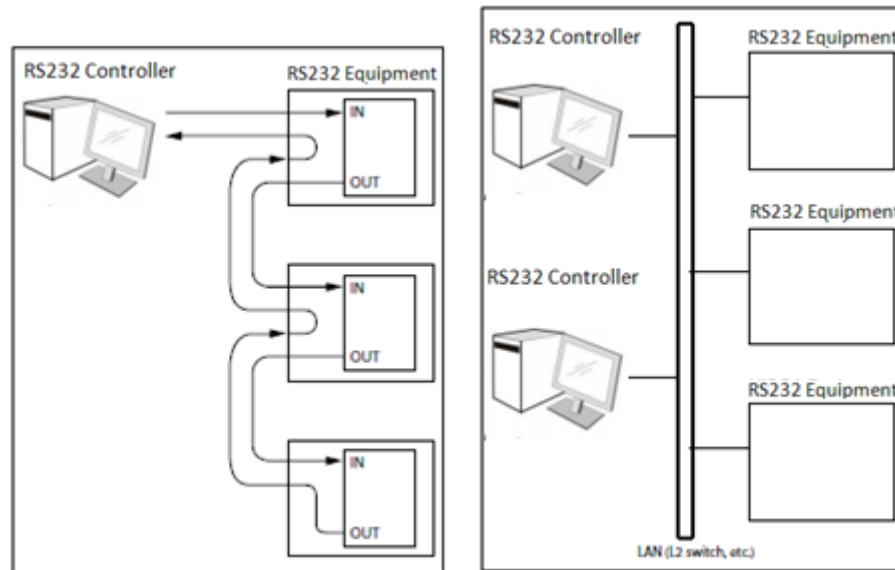 RS232 Controller
RS232 Equipment
IN
OUT
IN
OUT
IN
OUT
RS232 Controller
RS232 Equipment
RS232 Equipment
RS232 Controller
RS232 Equipment
LAN (L2 switch, etc.)